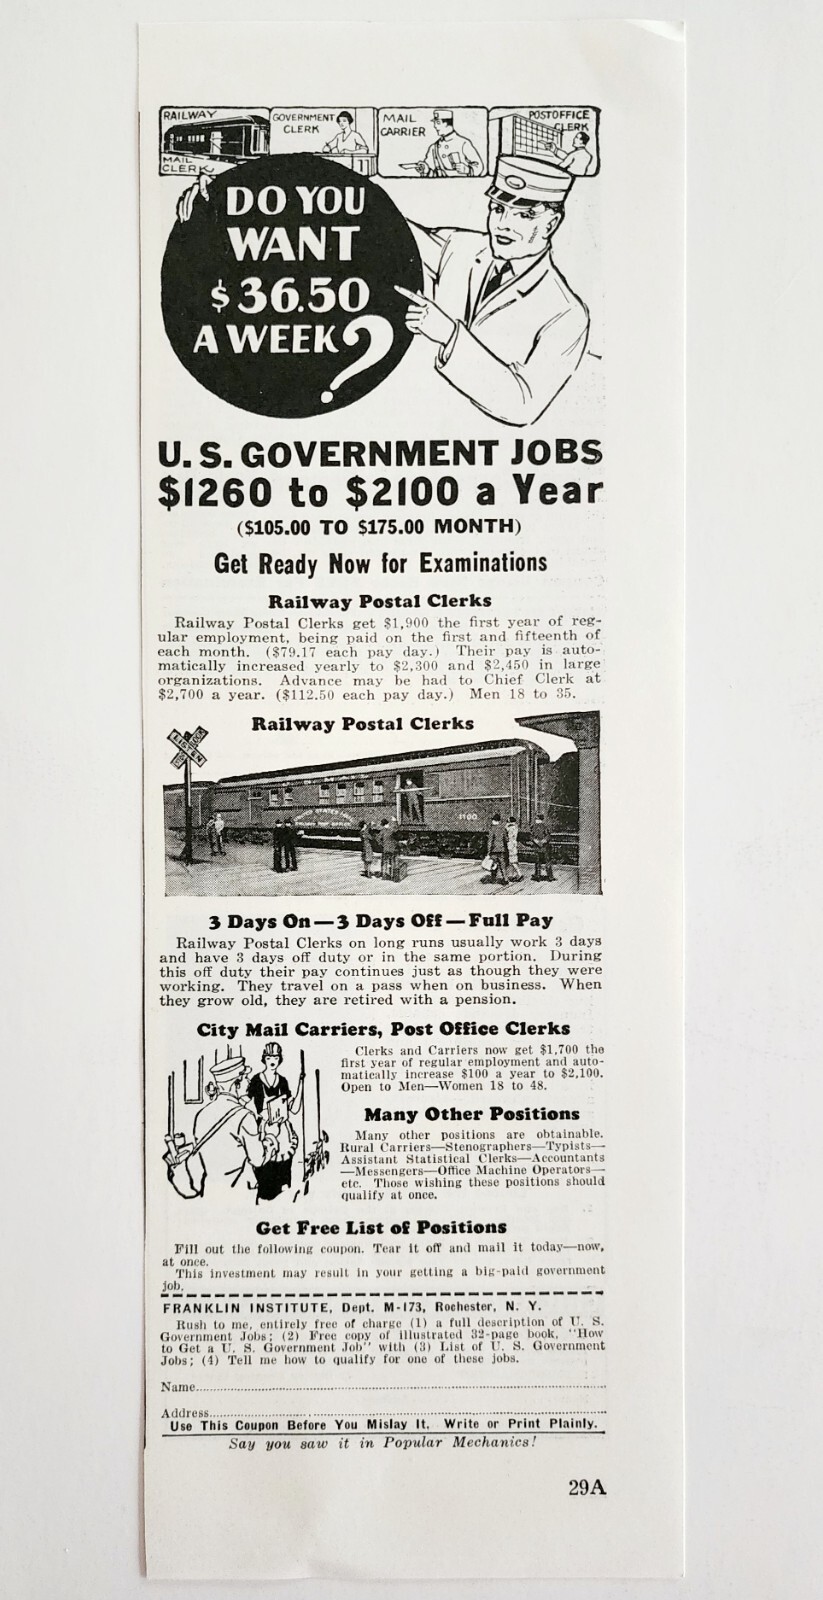 RAILWAY
MAIL
CLERK
GOVERNMENT
CLERK
MAIL
CARRIER
POSTOFFICE
CLERK
DO YOU
WANT
$36.50
A WEEK?
U.S. GOVERNMENT JOBS
$1260 to $2100 a Year
($105.00 TO $175.00 MONTH)
Get Ready Now for Examinations
Railway Postal Clerks
Railway Postal Clerks get $1,900 the first year of reg-
ular employment, being paid on the first and fifteenth of
each month. ($79.17 each pay day.) Their pay is auto-
matically increased yearly to $2,300 and $2,450 in large
organizations. Advance may be had to Chief Clerk at
$2,700 a year. ($112.50 each pay day.) Men 18 to 35.
Railway Postal Clerks
3 Days On—3 Days Off—Full Pay
Railway Postal Clerks on long runs usually work 3 days
and have 3 days off duty or in the same portion. During
this off duty their pay continues just as though they were
working. They travel on a pass when on business. When
they grow old, they are retired with a pension.
City Mail Carriers, Post Office Clerks
Clerks and Carriers now get $1,700 the
first year of regular employment and auto-
matically increase $100 a year to $2,100.
Open to Men—Women 18 to 48.
Many Other Positions
Many other positions are obtainable.
Rural Carriers—Stenographers—Typists—
Assistant Statistical Clerks—Accountants
—Messengers—Office Machine Operators—
etc. Those wishing these positions should
qualify at once.
Get Free List of Positions
Fill out the following coupon. Tear it off and mail it today—now,
at once.
This investment may result in your getting a big-paid government
job.
FRANKLIN INSTITUTE, Dept. M-173, Rochester, N. Y.
Rush to me, entirely free of charge (1) a full description of U. S.
Government Jobs; (2) Free copy of illustrated 32-page book, "How
to Get a U. S. Government Job" with (3) List of U. S. Government
Jobs; (4) Tell me how to qualify for one of these jobs.
Name
Address
Use This Coupon Before You Mislay It. Write or Print Plainly.
Say you saw it in Popular Mechanics!
29A